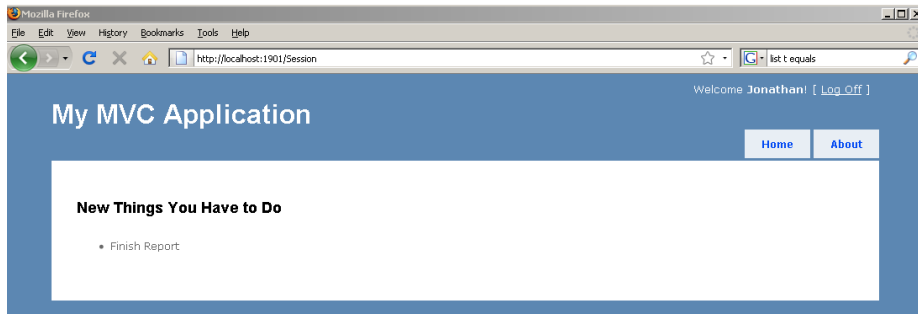 Mozilla Firefox
File Edit View History Bookmarks Tools Help
http://localhost:1901/Session
G list t equals
Welcome Jonathan! [ Log Off ]
My MVC Application
Home About
New Things You Have to Do
• Finish Report